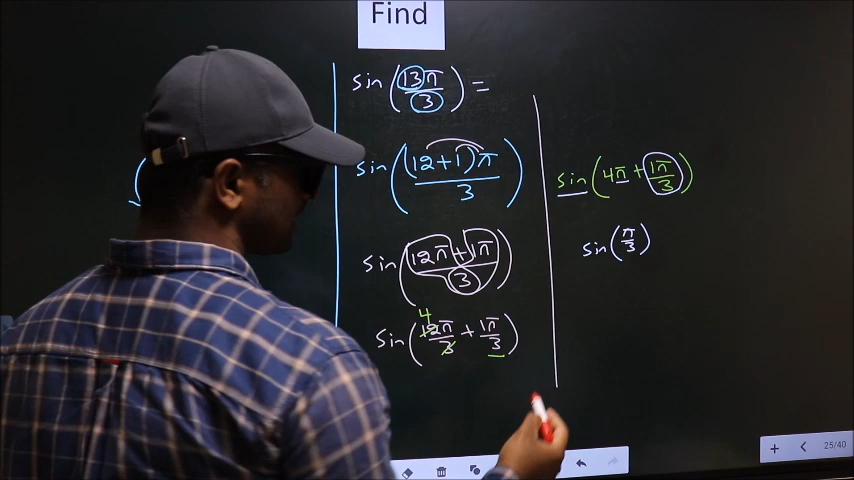 Find
sin(13π/3) =
sin((12+1)π/3)
sin((12π+1π)/3)
4
sin(12π/3 + 1π/3)
sin(4π + 1π/3)
sin(π/3)
25/40